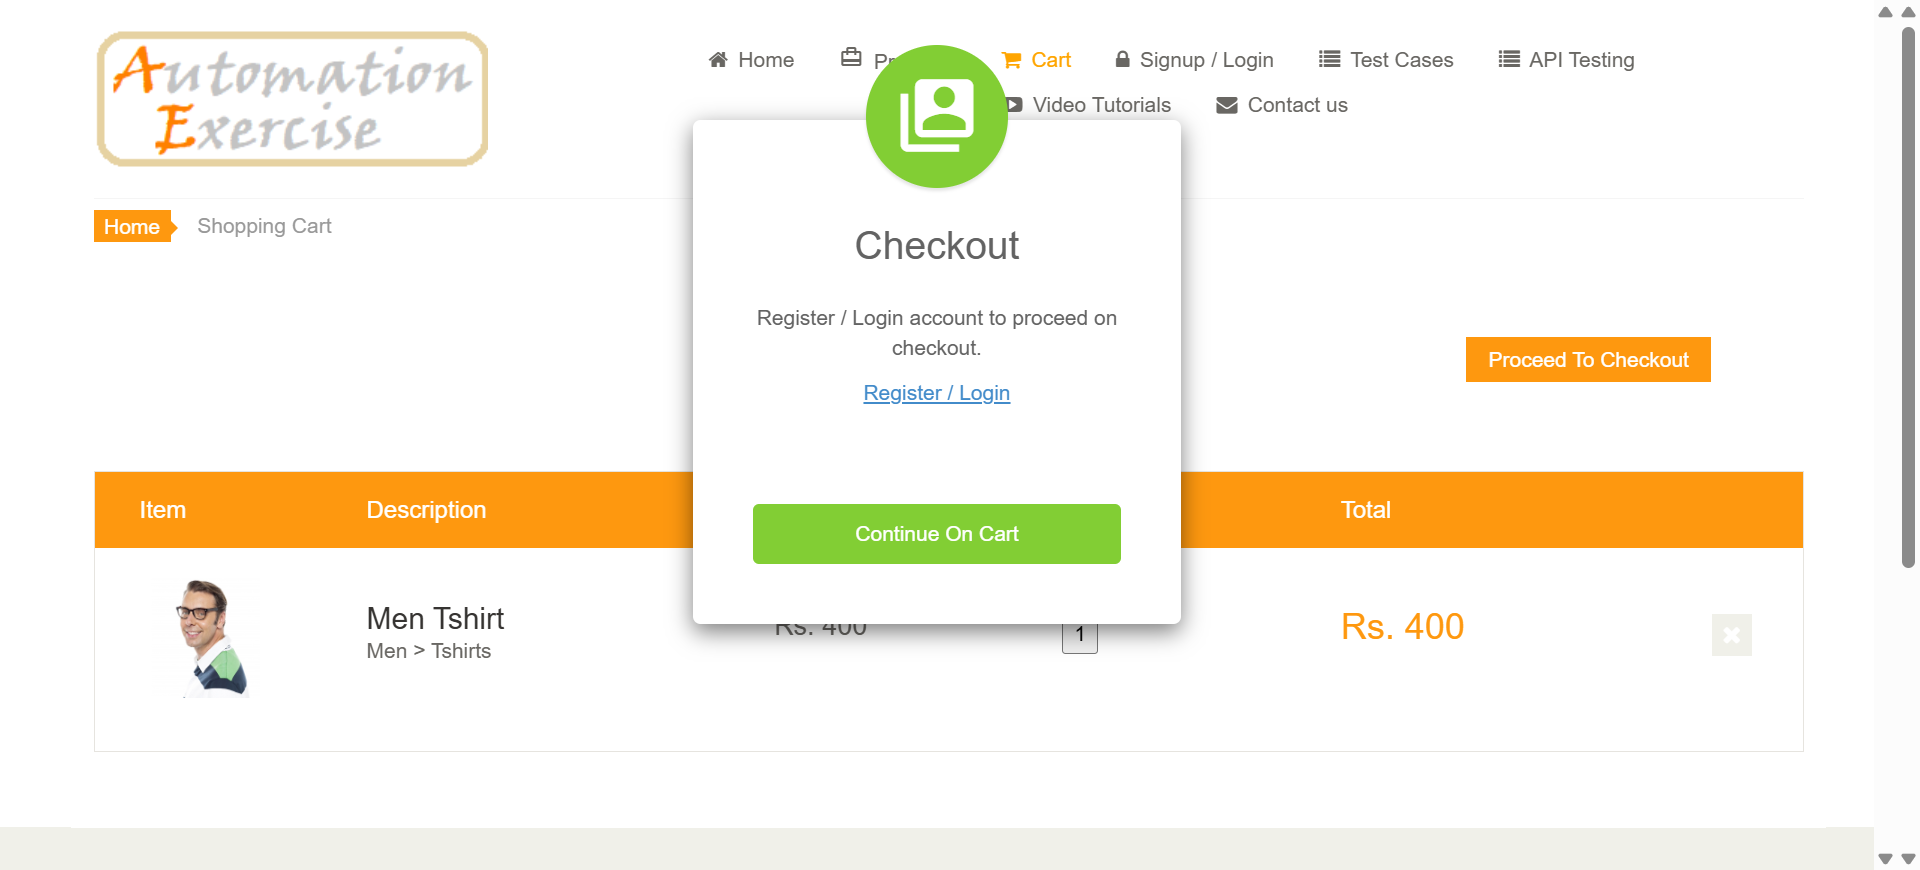 Automation
Exercise
Home
Cart
Signup / Login
Test Cases
API Testing
Video Tutorials
Contact us
Home
Shopping Cart
Checkout
Register / Login account to proceed on
checkout.
Register / Login
Proceed To Checkout
Continue On Cart
Item
Description
Total
Men Tshirt
Men > Tshirts
Rs. 400
1
Rs. 400